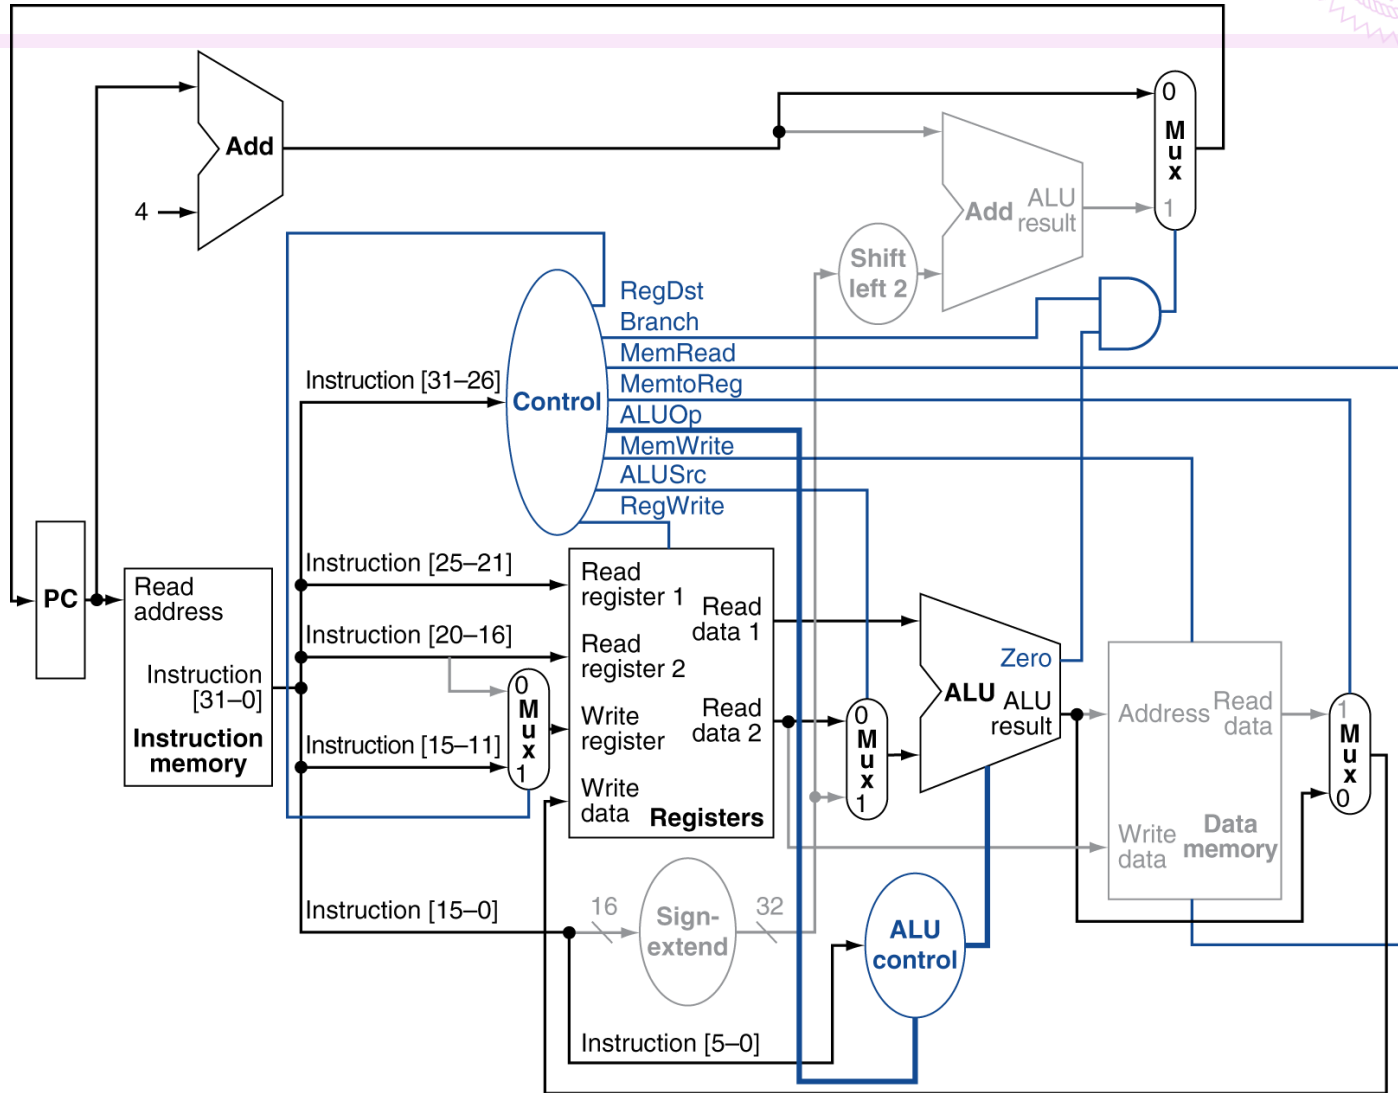 0
Mux
1
Add
4
Add
ALU
result
Shift
left 2
RegDst
Branch
MemRead
MemtoReg
ALUOp
MemWrite
ALUSrc
RegWrite
Control
Instruction [31–26]
Instruction [25–21]
Instruction [20–16]
Instruction [15–11]
Instruction [15–0]
Instruction [5–0]
PC
Read
address
Instruction
[31–0]
Instruction
memory
0
Mux
1
Read
register 1
Read
register 2
Write
register
Write
data
Read
data 1
Read
data 2
Registers
0
Mux
1
Zero
ALU
ALU
result
Address
Read
data
Write
data
Data
memory
1
Mux
0
16
Sign-
extend
32
ALU
control